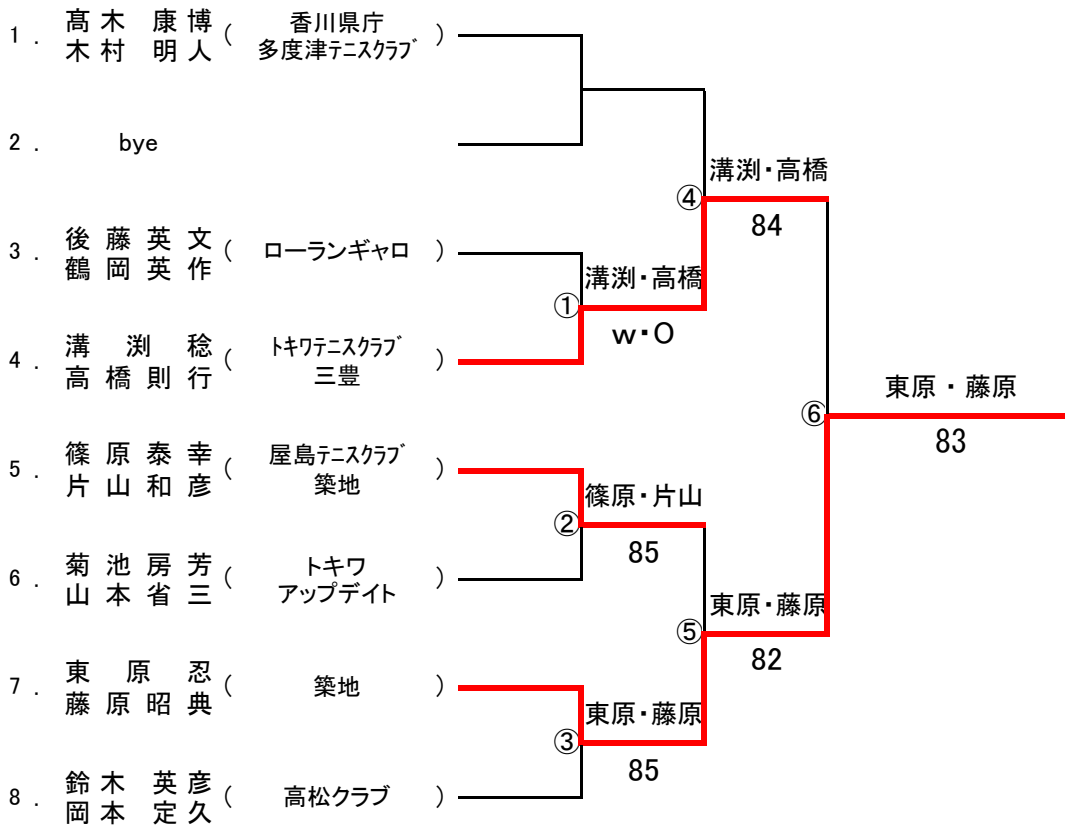 1 . 髙木 康博 ( 香川県庁 )
木村 明人 多度津テニスクラブ
2 . bye
溝渕・高橋
④
84
3 . 後藤英文 ( ローランギャロ )
鶴岡英作
溝渕・高橋
①
w・O
4 . 溝渕 稔 ( トキワテニスクラブ )
高橋則行 三豊
東原・藤原
⑥
83
5 . 篠原泰幸 ( 屋島テニスクラブ )
片山和彦 築地
篠原・片山
②
85
6 . 菊池房芳 ( トキワ )
山本省三 アップデイト
東原・藤原
⑤
82
7 . 東原 忍 ( 築地 )
藤原昭典
東原・藤原
③
85
8 . 鈴木 英彦 ( 高松クラブ )
岡本 定久